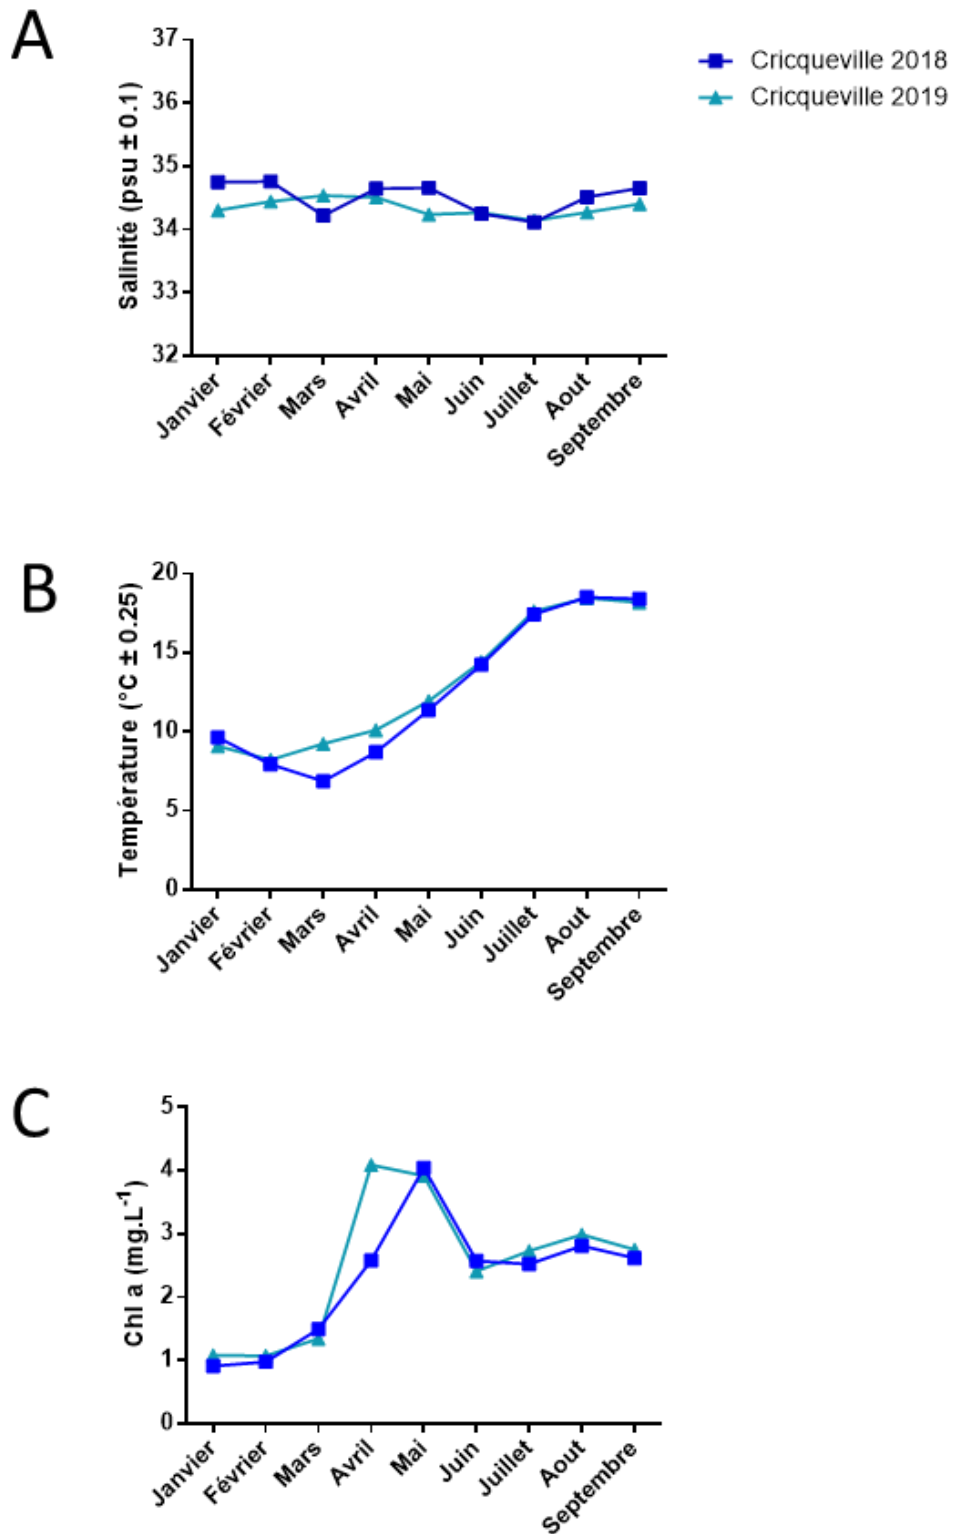 A
Cricqueville 2018
Cricqueville 2019
Salinité (psu ± 0.1)
37
36
35
34
33
32
Janvier
Février
Mars
Avril
Mai
Juin
Juillet
Aout
Septembre
B
Température (°C ± 0.25)
20
15
10
5
0
Janvier
Février
Mars
Avril
Mai
Juin
Juillet
Aout
Septembre
C
Chl a (mg.L⁻¹)
5
4
3
2
1
0
Janvier
Février
Mars
Avril
Mai
Juin
Juillet
Aout
Septembre